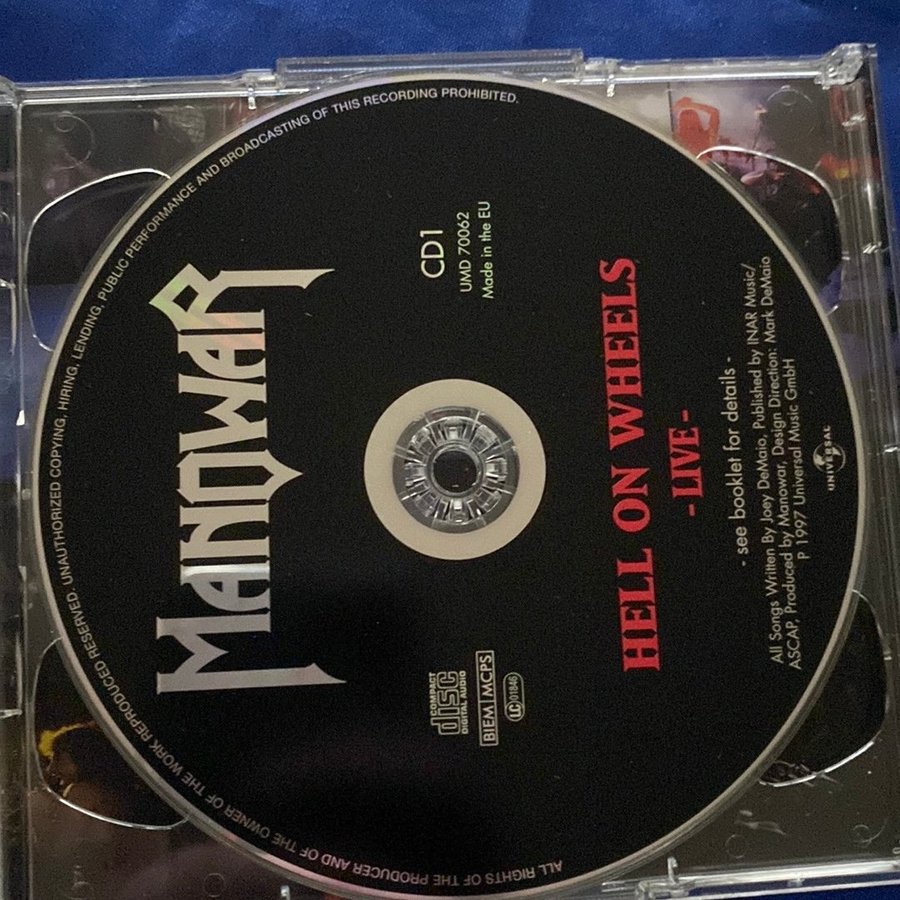 MANOWAR
CD1
UMD 70062
Made in the EU
COMPACT
disc
DIGITAL AUDIO
BIEM/MCPS
LC 01846
HELL ON WHEELS
- LIVE -
- see booklet for details -
All Songs Written By Joey DeMaio, Published by INAR Music/
ASCAP, Produced by Manowar, Design Direction: Mark DeMaio
P 1997 Universal Music GmbH
UNIVERSAL
ALL RIGHTS OF THE PRODUCER AND OF THE OWNER OF THE WORK REPRODUCED RESERVED. UNAUTHORIZED COPYING, HIRING, LENDING, PUBLIC PERFORMANCE AND BROADCASTING OF THIS RECORDING PROHIBITED.